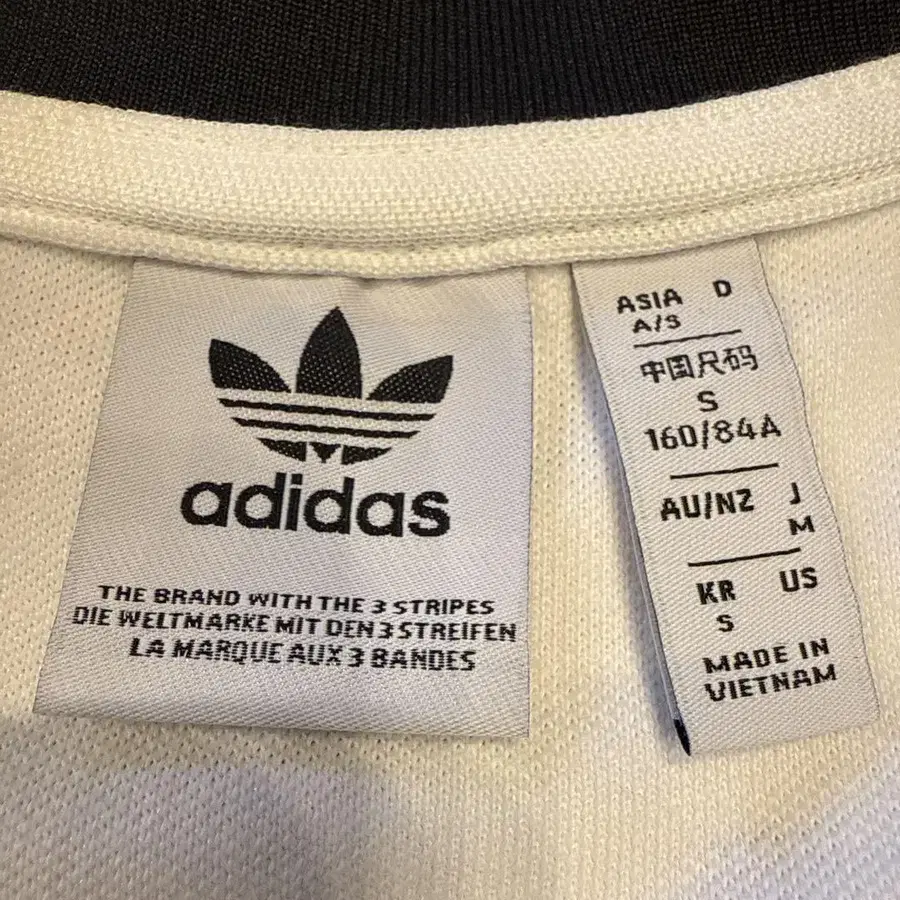 adidas
THE BRAND WITH THE 3 STRIPES
DIE WELTMARKE MIT DEN 3 STREIFEN
LA MARQUE AUX 3 BANDES
ASIA D
A/S
中国尺码
S
160/84A
AU/NZ J
M
KR US
S
MADE IN
VIETNAM